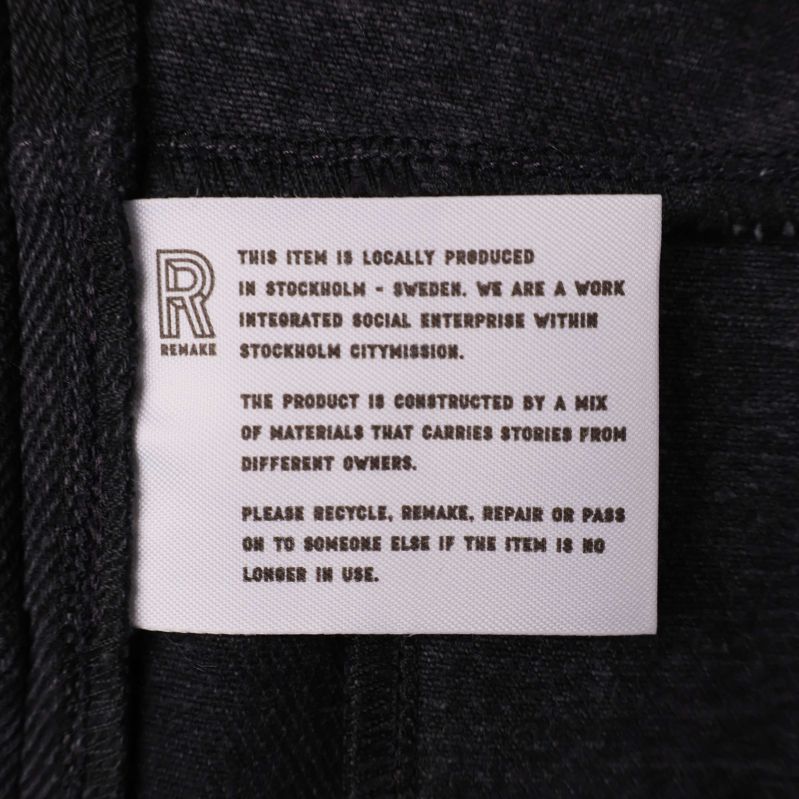 R
REMAKE
THIS ITEM IS LOCALLY PRODUCED
IN STOCKHOLM - SWEDEN. WE ARE A WORK
INTEGRATED SOCIAL ENTERPRISE WITHIN
STOCKHOLM CITYMISSION.
THE PRODUCT IS CONSTRUCTED BY A MIX
OF MATERIALS THAT CARRIES STORIES FROM
DIFFERENT OWNERS.
PLEASE RECYCLE, REMAKE, REPAIR OR PASS
ON TO SOMEONE ELSE IF THE ITEM IS NO
LONGER IN USE.